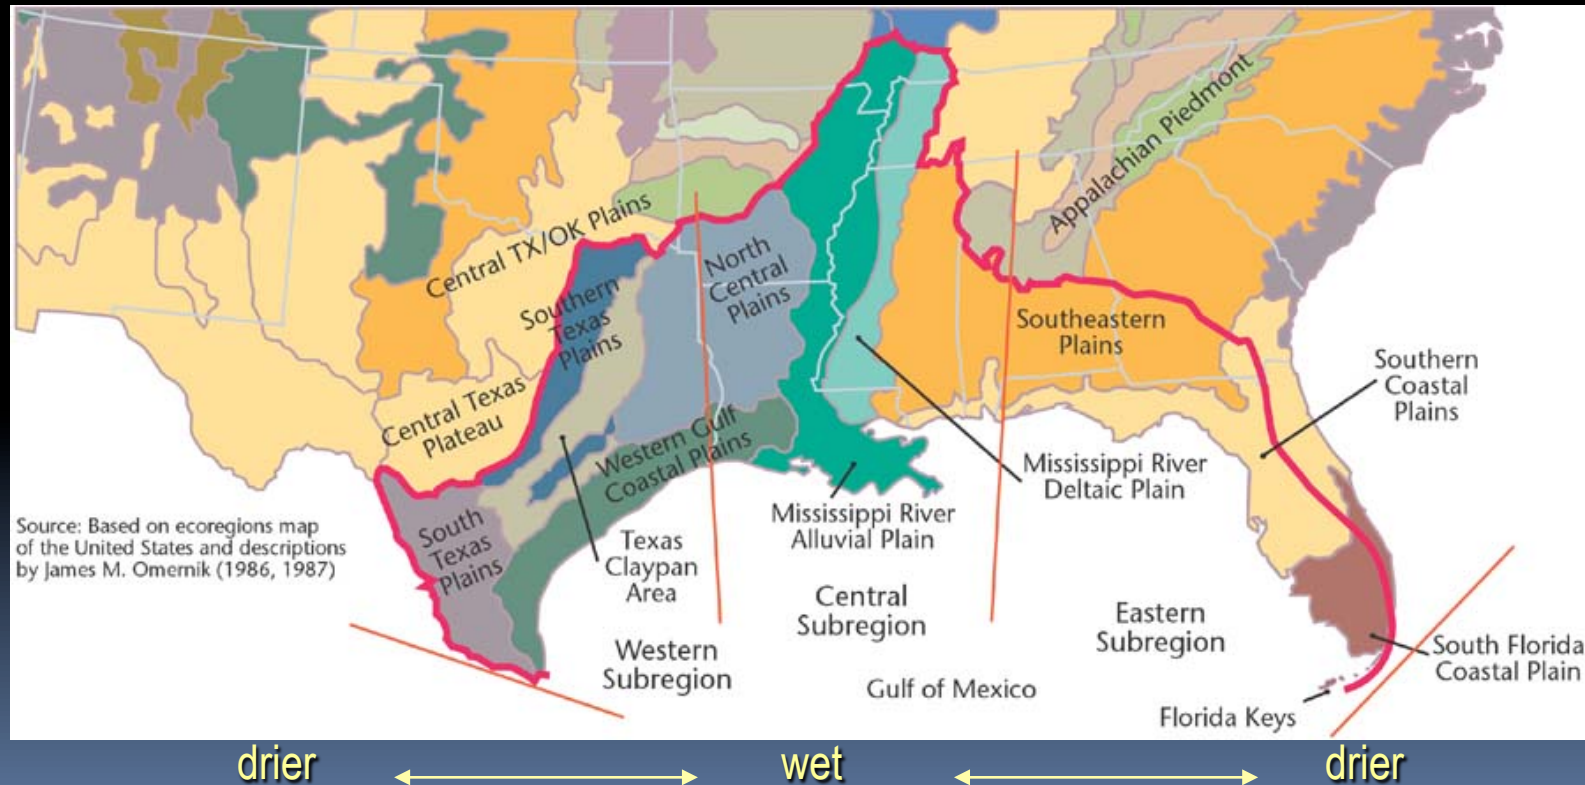 Appalachian Piedmont
Central TX/OK Plains
North
Central
Plains
Southern
Texas
Plains
Southeastern
Plains
Southern
Coastal
Plains
Central Texas
Plateau
Western Gulf
Coastal Plains
Mississippi River
Deltaic Plain
Mississippi River
Alluvial Plain
Source: Based on ecoregions map
of the United States and descriptions
by James M. Omernik (1986, 1987)
South
Texas
Plains
Texas
Claypan
Area
Central
Subregion
Eastern
Subregion
Western
Subregion
South Florida
Coastal Plain
Gulf of Mexico
Florida Keys
drier
wet
drier